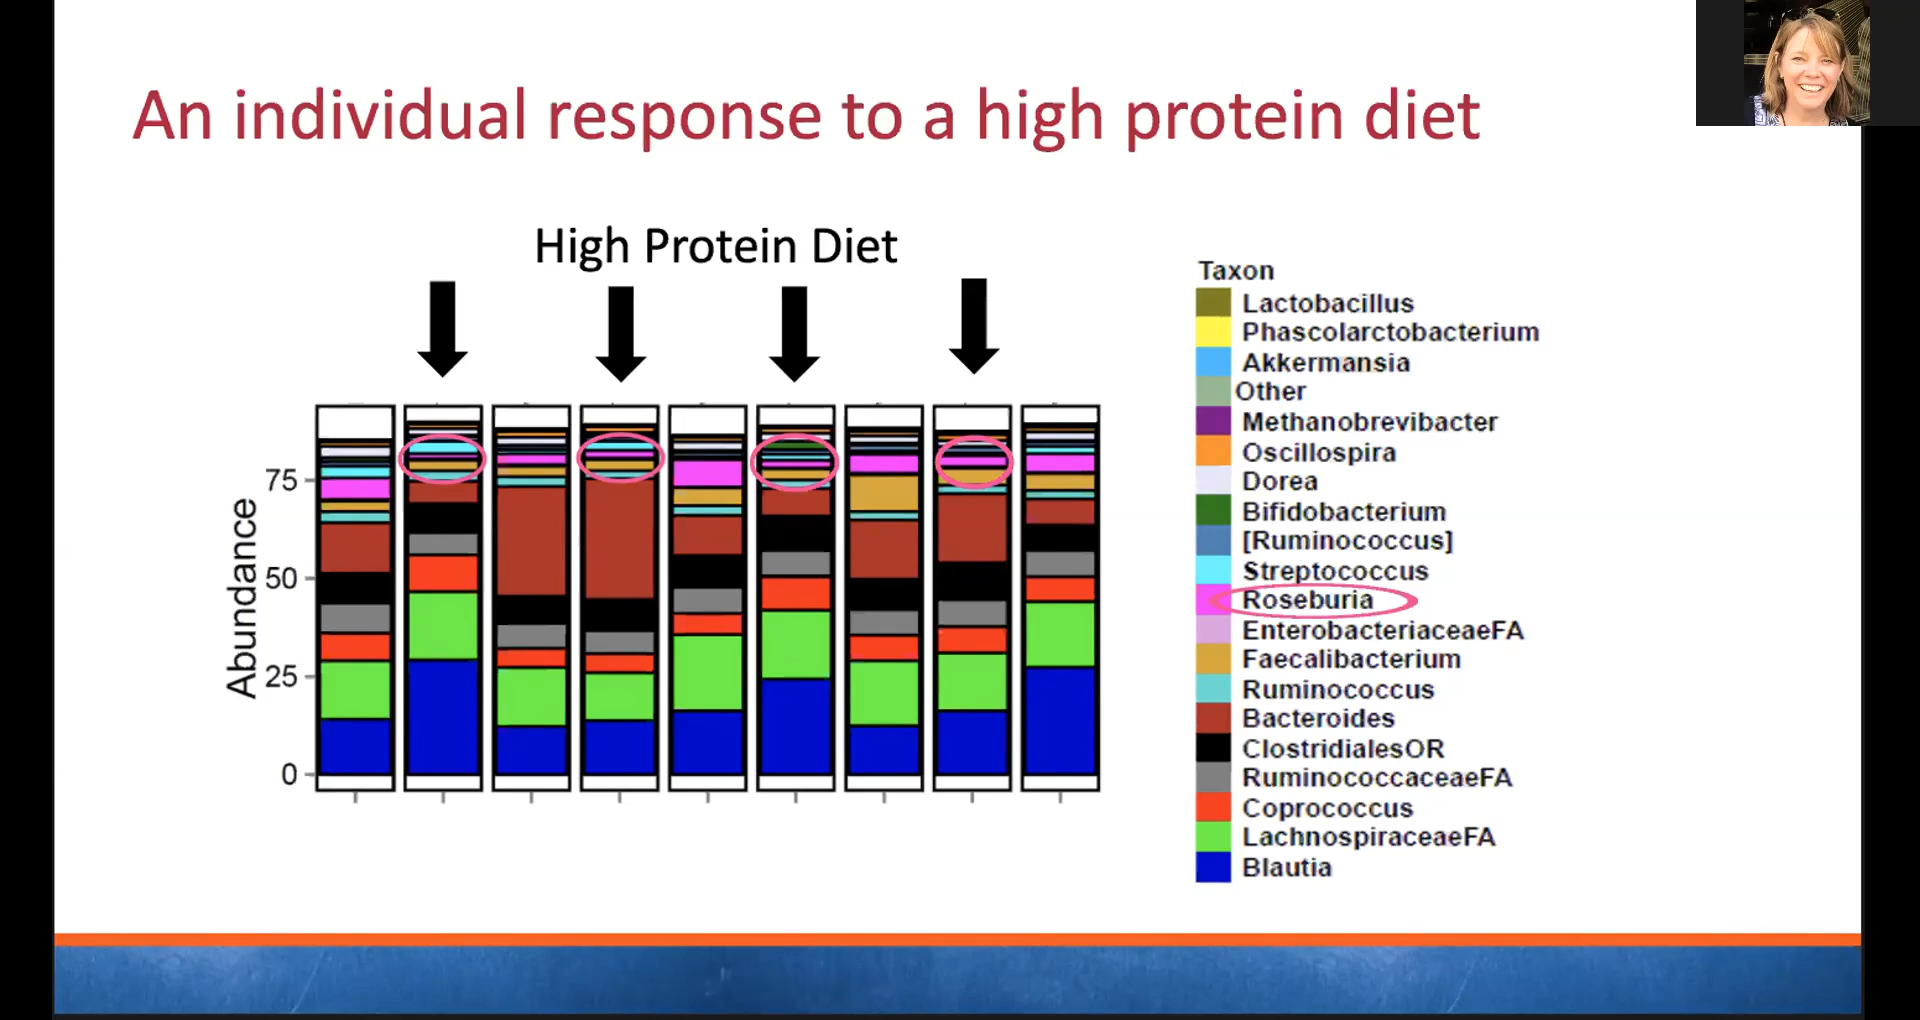 An individual response to a high protein diet
High Protein Diet
Abundance
75
50
25
0
Taxon
Lactobacillus
Phascolarctobacterium
Akkermansia
Other
Methanobrevibacter
Oscillospira
Dorea
Bifidobacterium
[Ruminococcus]
Streptococcus
Roseburia
EnterobacteriaceaeFA
Faecalibacterium
Ruminococcus
Bacteroides
ClostridialesOR
RuminococcaceaeFA
Coprococcus
LachnospiraceaeFA
Blautia